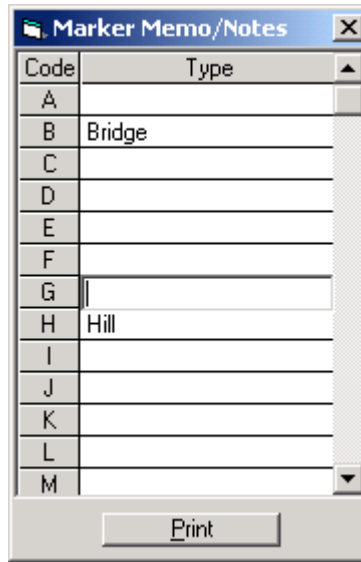 Marker Memo/Notes
Code Type
A
B Bridge
C
D
E
F
G
H Hill
I
J
K
L
M
Print